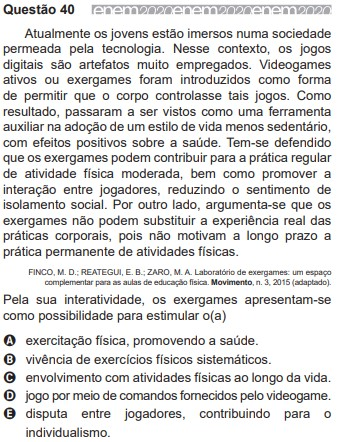 Questão 40 enem2020enem2020enem2020
Atualmente os jovens estão imersos numa sociedade
permeada pela tecnologia. Nesse contexto, os jogos
digitais são artefatos muito empregados. Videogames
ativos ou exergames foram introduzidos como forma
de permitir que o corpo controlasse tais jogos. Como
resultado, passaram a ser vistos como uma ferramenta
auxiliar na adoção de um estilo de vida menos sedentário,
com efeitos positivos sobre a saúde. Tem-se defendido
que os exergames podem contribuir para a prática regular
de atividade física moderada, bem como promover a
interação entre jogadores, reduzindo o sentimento de
isolamento social. Por outro lado, argumenta-se que os
exergames não podem substituir a experiência real das
práticas corporais, pois não motivam a longo prazo a
prática permanente de atividades físicas.
FINCO, M. D.; REATEGUI, E. B.; ZARO, M. A. Laboratório de exergames: um espaço
complementar para as aulas de educação física. Movimento, n. 3, 2015 (adaptado).
Pela sua interatividade, os exergames apresentam-se
como possibilidade para estimular o(a)
A exercitação física, promovendo a saúde.
B vivência de exercícios físicos sistemáticos.
C envolvimento com atividades físicas ao longo da vida.
D jogo por meio de comandos fornecidos pelo videogame.
E disputa entre jogadores, contribuindo para o
individualismo.